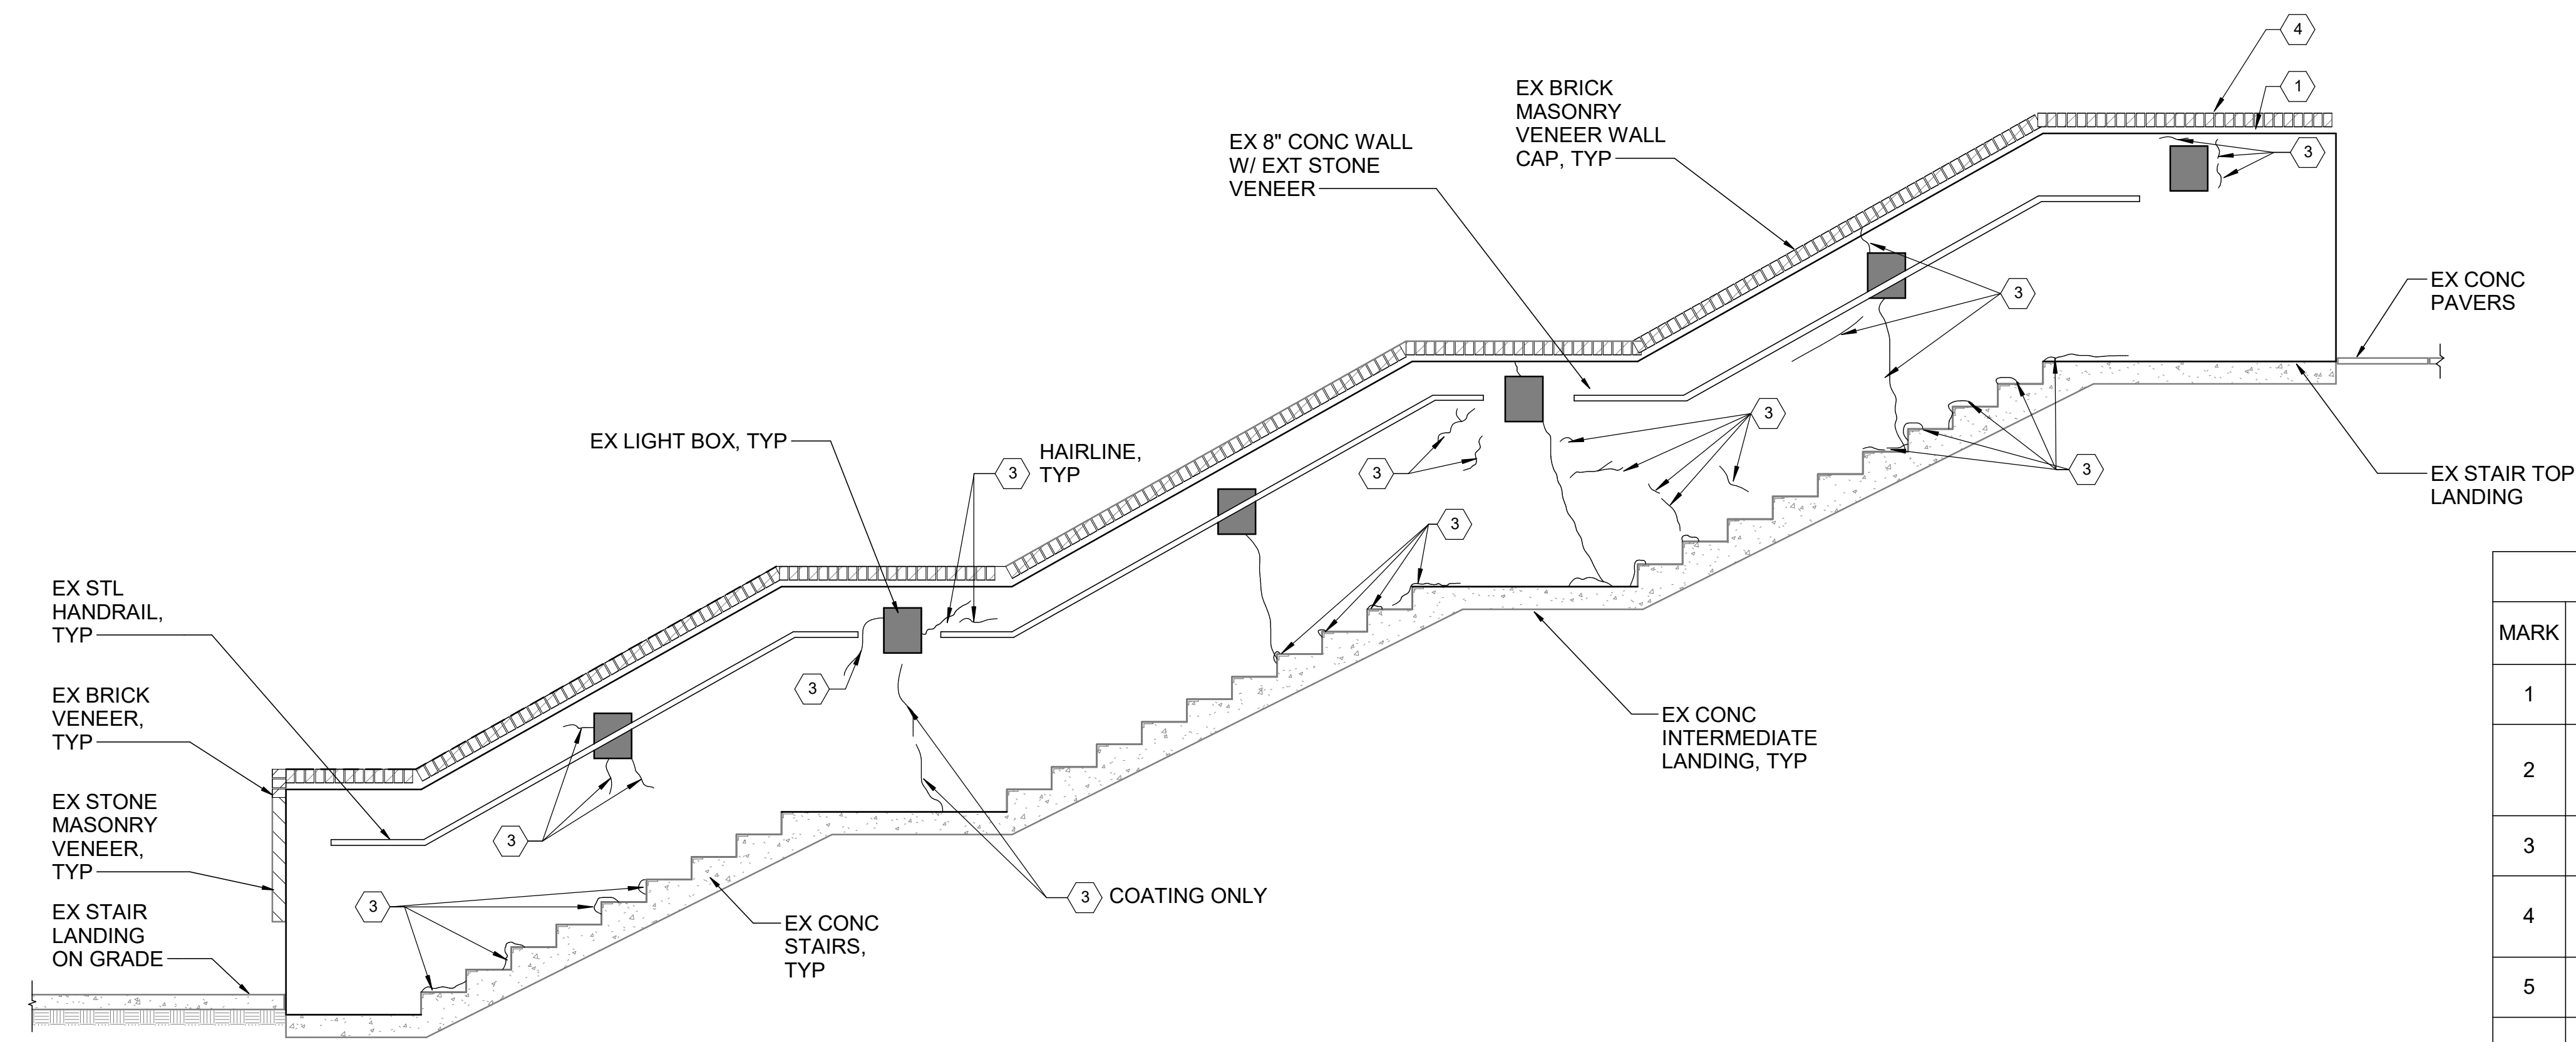 4
1
EX BRICK
MASONRY
VENEER WALL
CAP, TYP
EX 8" CONC WALL
W/ EXT STONE
VENEER
3
EX CONC
PAVERS
3
3
EX LIGHT BOX, TYP
3
HAIRLINE,
TYP
3
3
EX STAIR TOP
LANDING
3
EX STL
HANDRAIL,
TYP
MARK
EX BRICK
VENEER,
TYP
3
1
EX CONC
INTERMEDIATE
LANDING, TYP
2
EX STONE
MASONRY
VENEER,
TYP
3
3
3
3 COATING ONLY
4
EX STAIR
LANDING
ON GRADE
EX CONC
STAIRS,
TYP
5